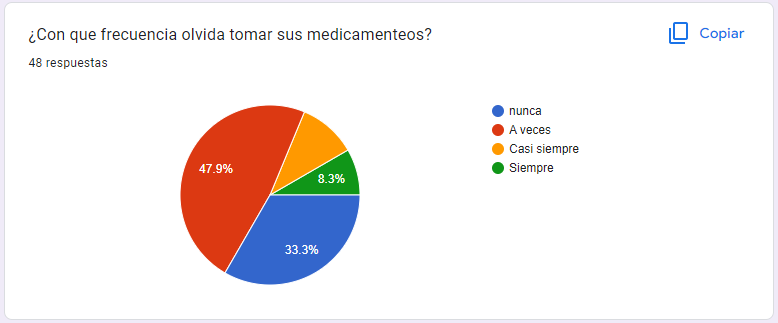 ¿Con que frecuencia olvida tomar sus medicamenteos?
Copiar
48 respuestas
nunca
A veces
Casi siempre
Siempre
47.9%
8.3%
33.3%